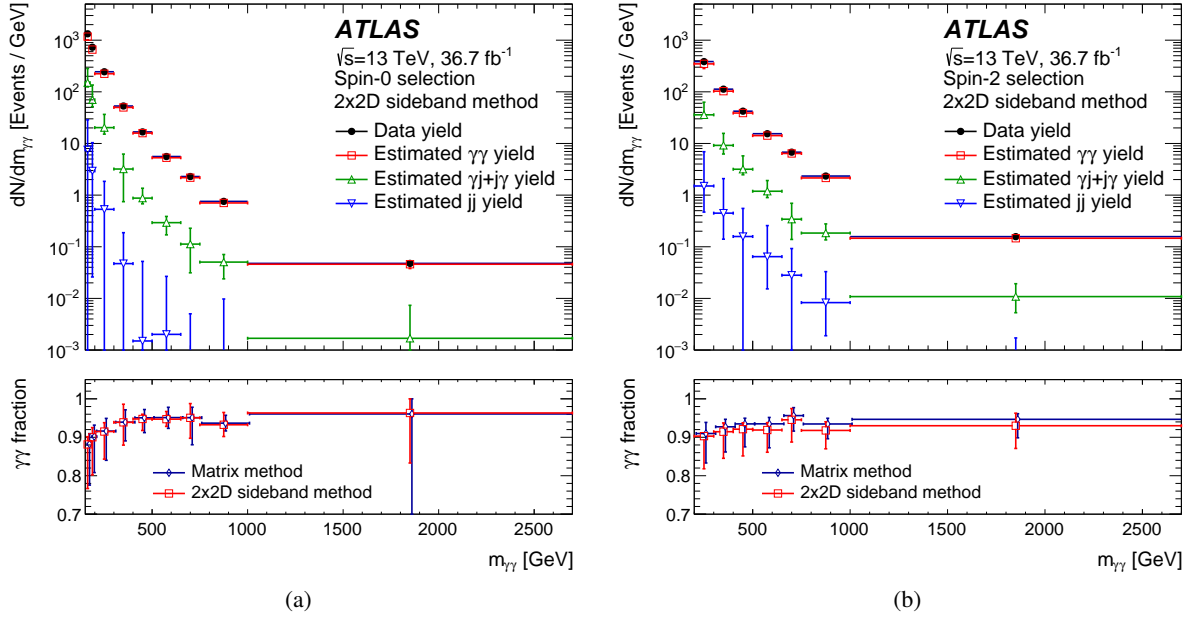 ATLAS
√s=13 TeV, 36.7 fb⁻¹
Spin-0 selection
2x2D sideband method
Data yield
Estimated γγ yield
Estimated γj+jγ yield
Estimated jj yield
dN/dm_γγ [Events / GeV]
10³
10²
10
1
10⁻¹
10⁻²
10⁻³
γγ fraction
1
0.9
0.8
0.7
Matrix method
2x2D sideband method
500 1000 1500 2000 2500
m_γγ [GeV]
(a)
ATLAS
√s=13 TeV, 36.7 fb⁻¹
Spin-2 selection
2x2D sideband method
Data yield
Estimated γγ yield
Estimated γj+jγ yield
Estimated jj yield
dN/dm_γγ [Events / GeV]
10³
10²
10
1
10⁻¹
10⁻²
10⁻³
γγ fraction
1
0.9
0.8
0.7
Matrix method
2x2D sideband method
500 1000 1500 2000 2500
m_γγ [GeV]
(b)